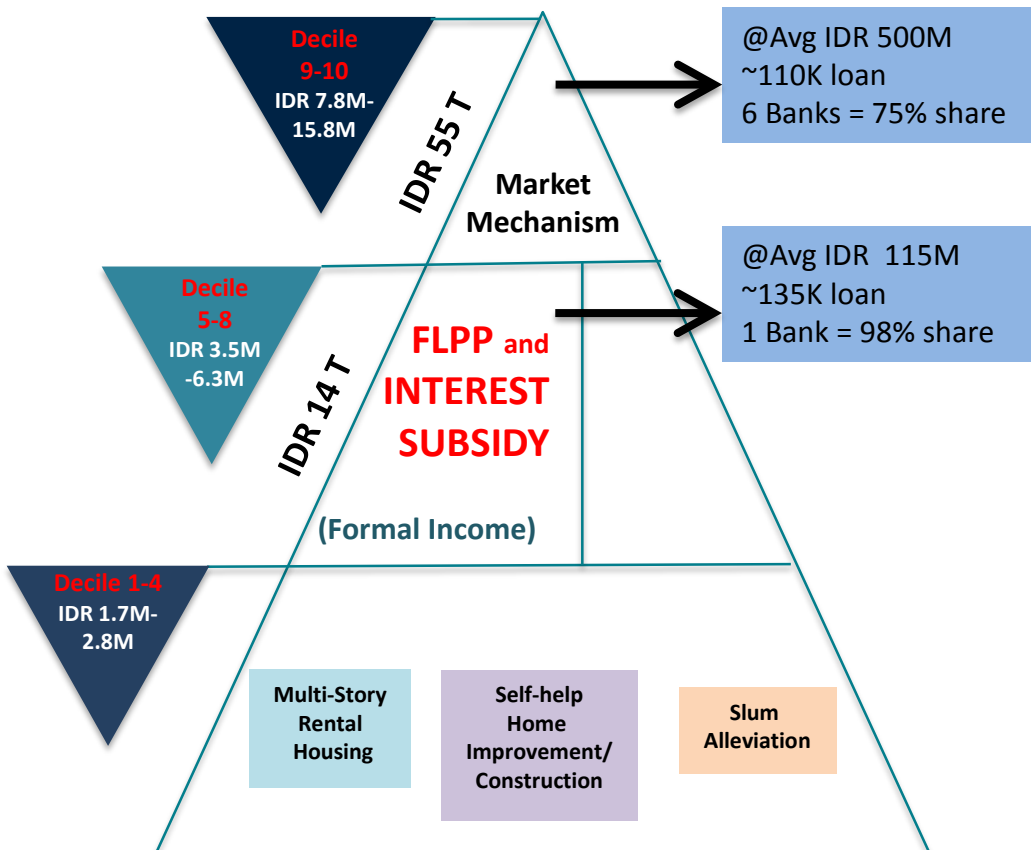 Decile
9-10
IDR 7.8M-
15.8M
IDR 55 T
Market
Mechanism
@Avg IDR 500M
~110K loan
6 Banks = 75% share
Decile
5-8
IDR 3.5M
-6.3M
IDR 14 T
FLPP and
INTEREST
SUBSIDY
(Formal Income)
@Avg IDR  115M
~135K loan
1 Bank = 98% share
Decile 1-4
IDR 1.7M-
2.8M
Multi-Story
Rental
Housing
Self-help
Home
Improvement/
Construction
Slum
Alleviation